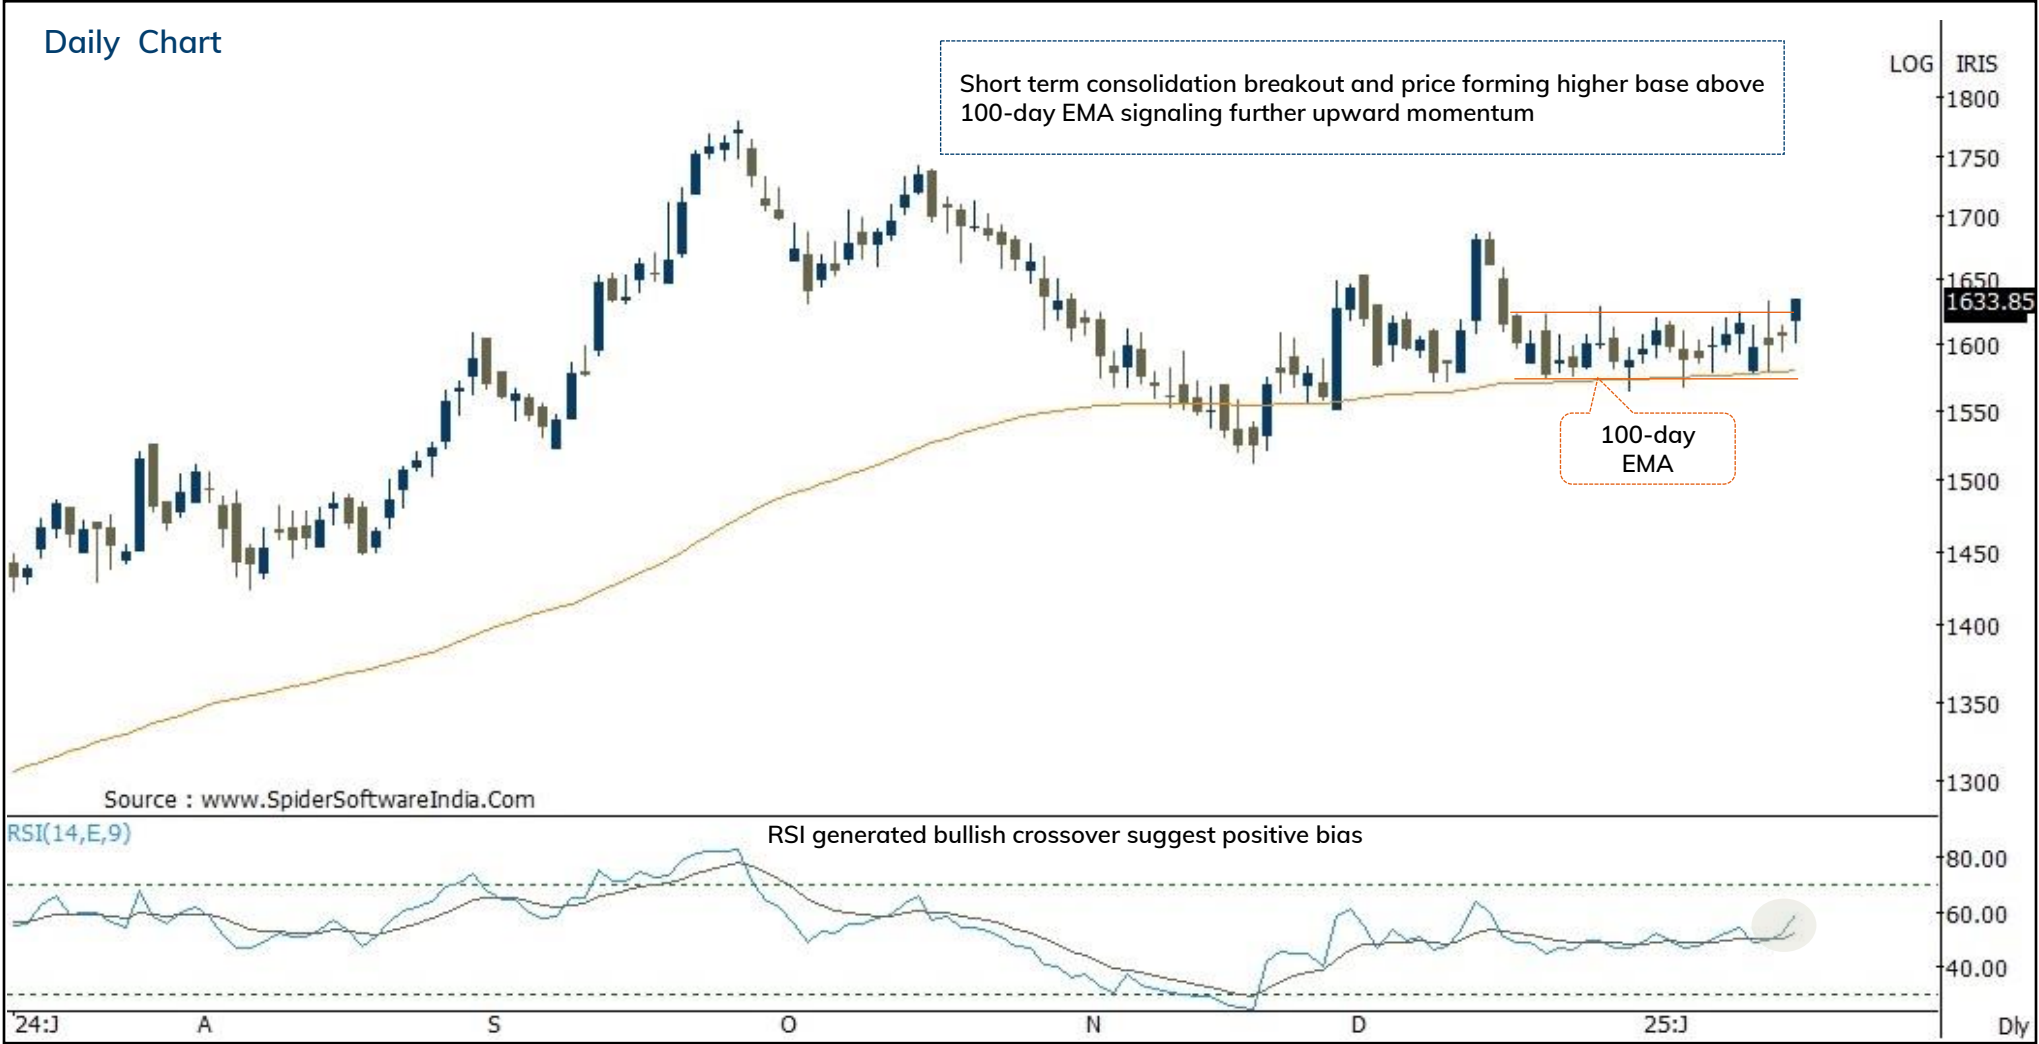 Daily Chart
Short term consolidation breakout and price forming higher base above
100-day EMA signaling further upward momentum
LOG
IRIS
1800
1750
1700
1650
1633.85
1600
1550
100-day
EMA
1500
1450
1400
1350
1300
Source : www.SpiderSoftwareIndia.Com
RSI(14,E,9)
RSI generated bullish crossover suggest positive bias
80.00
60.00
40.00
'24:J A S O N D 25:J Dly